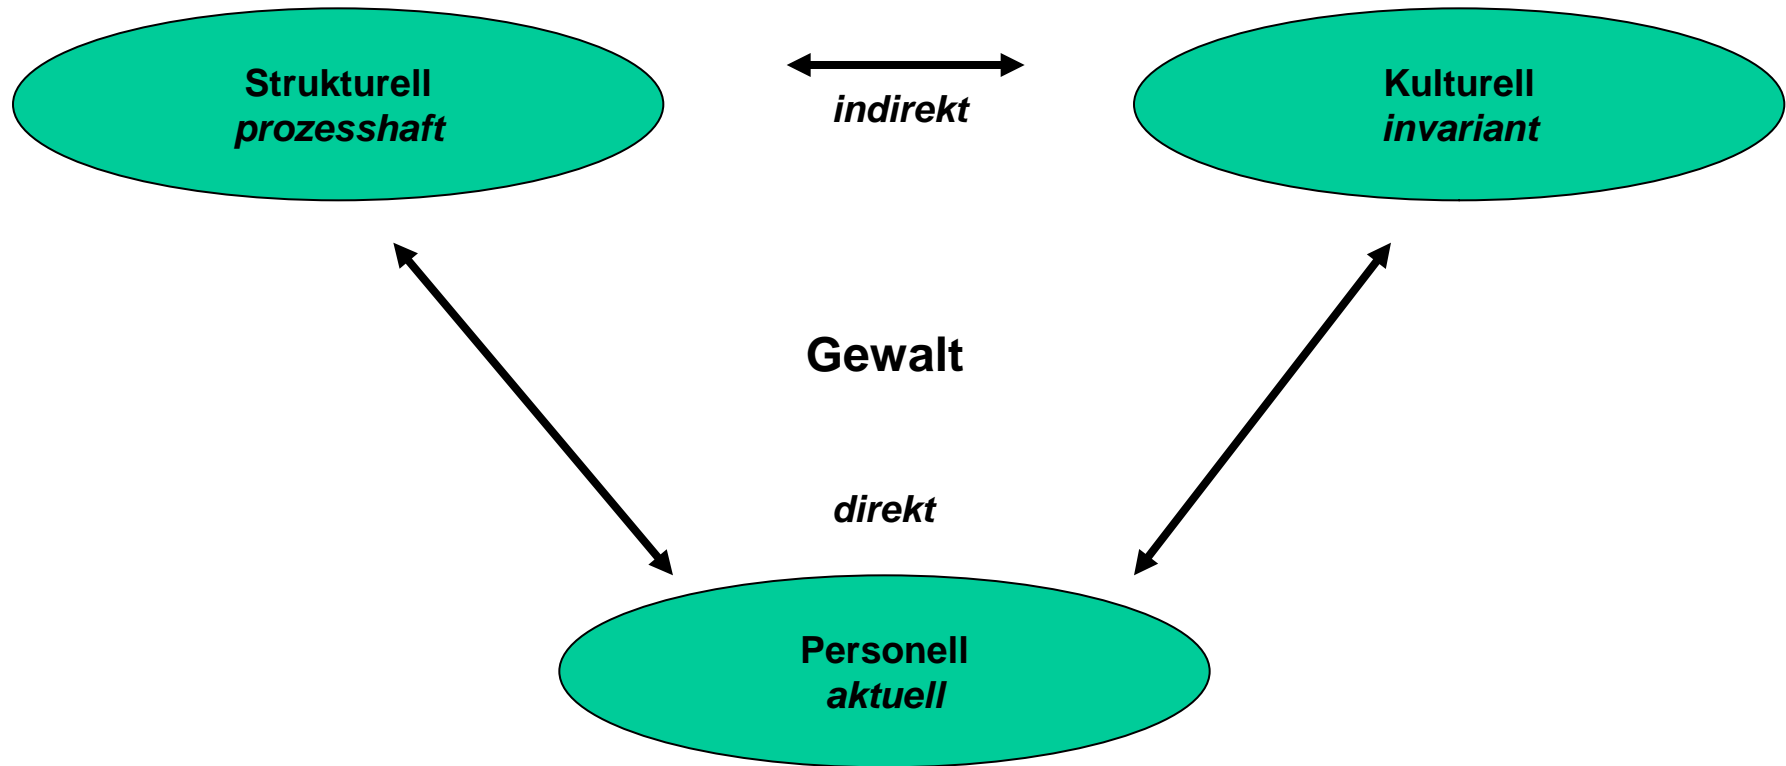 Strukturell
prozesshaft
indirekt
Kulturell
invariant
Gewalt
direkt
Personell
aktuell